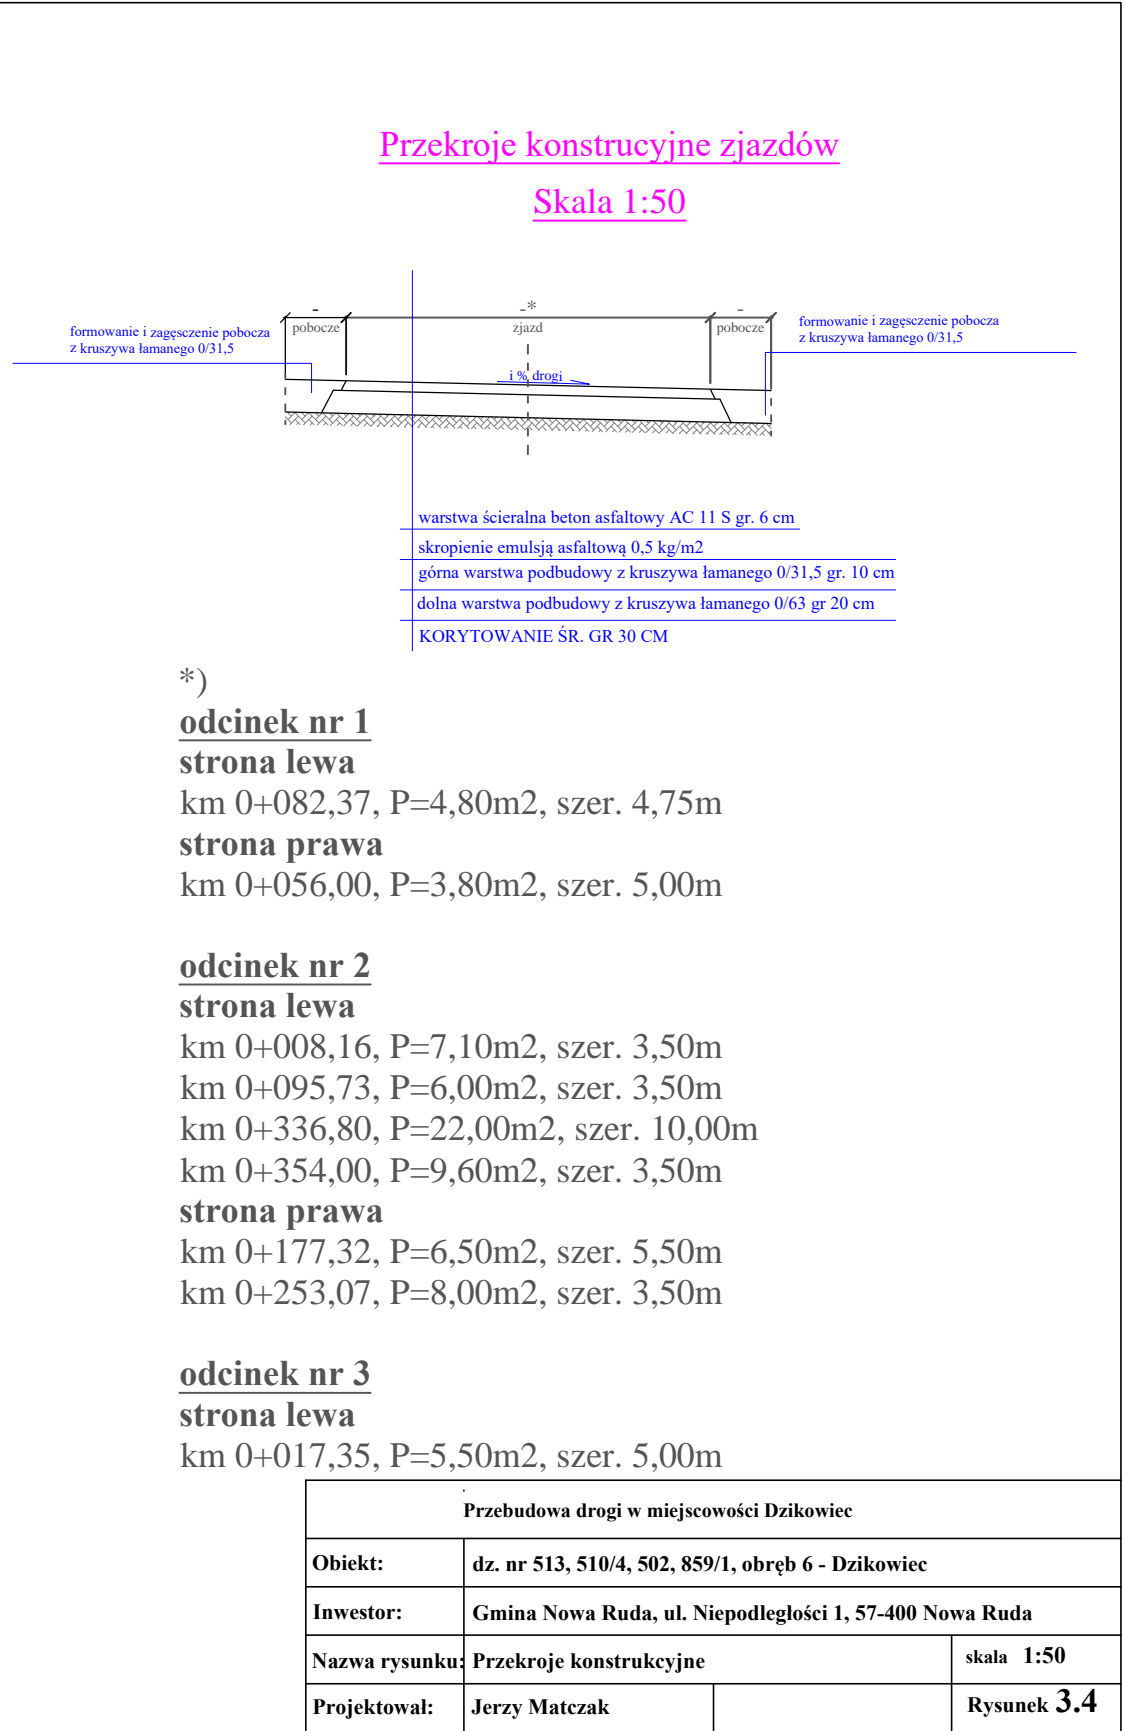 Przekroje konstrucyjne zjazdów
Skala 1:50
-
-*
-
pobocze
zjazd
pobocze
formowanie i zagęsczenie pobocza
z kruszywa łamanego 0/31,5
formowanie i zagęsczenie pobocza
z kruszywa łamanego 0/31,5
i % drogi
warstwa ścieralna beton asfaltowy AC 11 S gr. 6 cm
skropienie emulsją asfaltową 0,5 kg/m2
górna warstwa podbudowy z kruszywa łamanego 0/31,5 gr. 10 cm
dolna warstwa podbudowy z kruszywa łamanego 0/63 gr 20 cm
KORYTOWANIE ŚR. GR 30 CM
*)
odcinek nr 1
strona lewa
km 0+082,37, P=4,80m2, szer. 4,75m
strona prawa
km 0+056,00, P=3,80m2, szer. 5,00m
odcinek nr 2
strona lewa
km 0+008,16, P=7,10m2, szer. 3,50m
km 0+095,73, P=6,00m2, szer. 3,50m
km 0+336,80, P=22,00m2, szer. 10,00m
km 0+354,00, P=9,60m2, szer. 3,50m
strona prawa
km 0+177,32, P=6,50m2, szer. 5,50m
km 0+253,07, P=8,00m2, szer. 3,50m
odcinek nr 3
strona lewa
km 0+017,35, P=5,50m2, szer. 5,00m
Przebudowa drogi w miejscowości Dzikowiec
Obiekt: dz. nr 513, 510/4, 502, 859/1, obręb 6 - Dzikowiec
Inwestor: Gmina Nowa Ruda, ul. Niepodległości 1, 57-400 Nowa Ruda
Nazwa rysunku: Przekroje konstrukcyjne skala 1:50
Projektował: Jerzy Matczak Rysunek 3.4